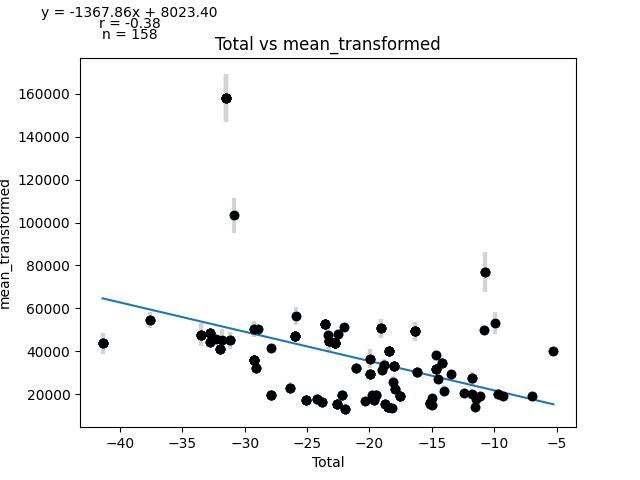 y = -1367.86x + 8023.40
r = -0.38
n = 158
Total vs mean_transformed
mean_transformed
160000
140000
120000
100000
80000
60000
40000
20000
−40
−35
−30
−25
−20
−15
−10
−5
Total